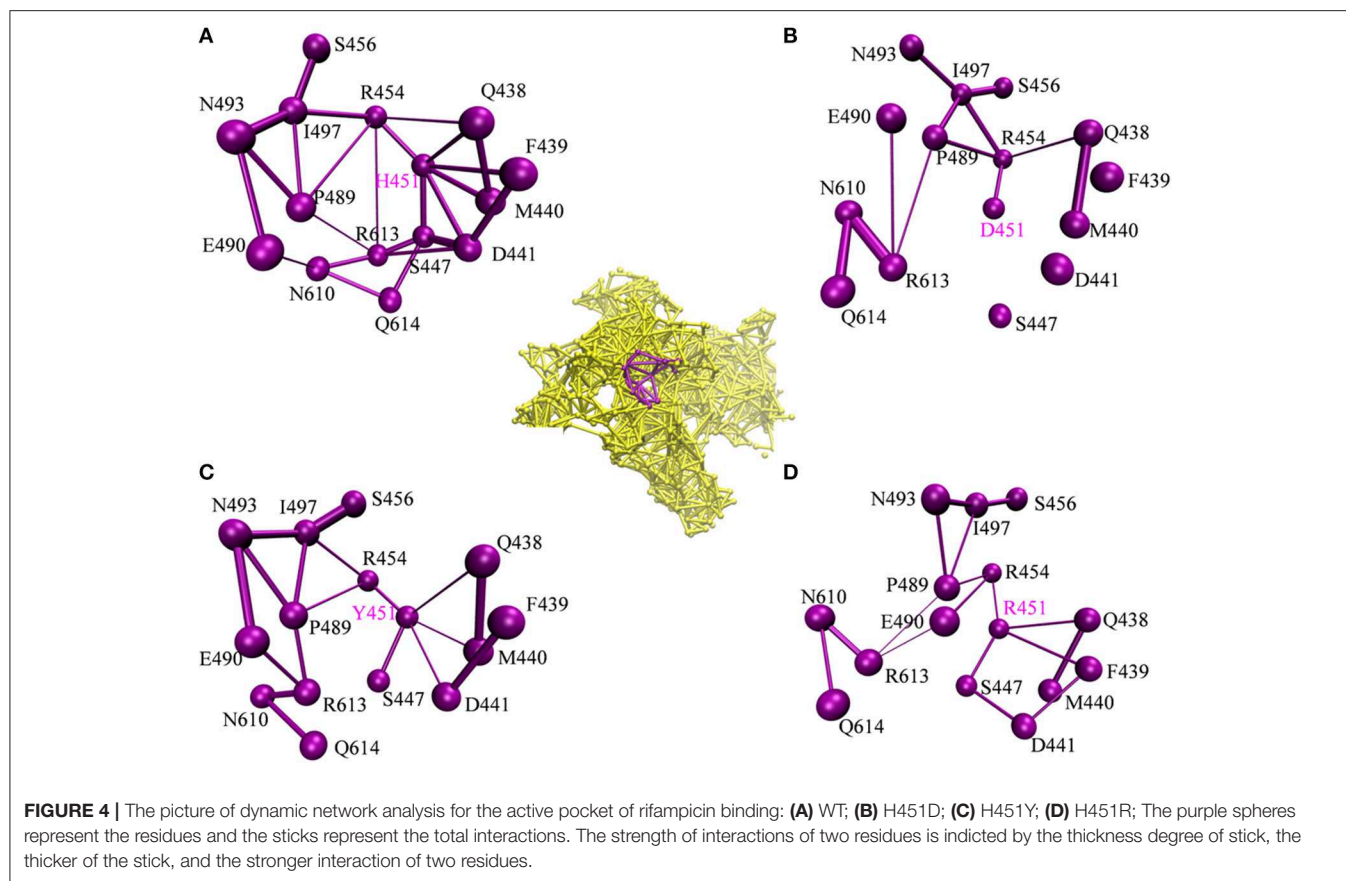 A
S456
R454
Q438
N493
I497
F439
H451
P489
M440
R613
E490
S447
D441
N610
Q614
B
N493
I497
S456
E490
Q438
P489
R454
F439
N610
D451
M440
R613
D441
Q614
S447
C
N493
I497
S456
R454
Q438
Y451
F439
P489
E490
M440
S447
D441
N610
R613
Q614
D
N493
S456
I497
P489
R454
N610
R451
E490
Q438
F439
R613
S447
M440
Q614
D441
FIGURE 4 | The picture of dynamic network analysis for the active pocket of rifampicin binding: (A) WT; (B) H451D; (C) H451Y; (D) H451R; The purple spheres
represent the residues and the sticks represent the total interactions. The strength of interactions of two residues is indicted by the thickness degree of stick, the
thicker of the stick, and the stronger interaction of two residues.